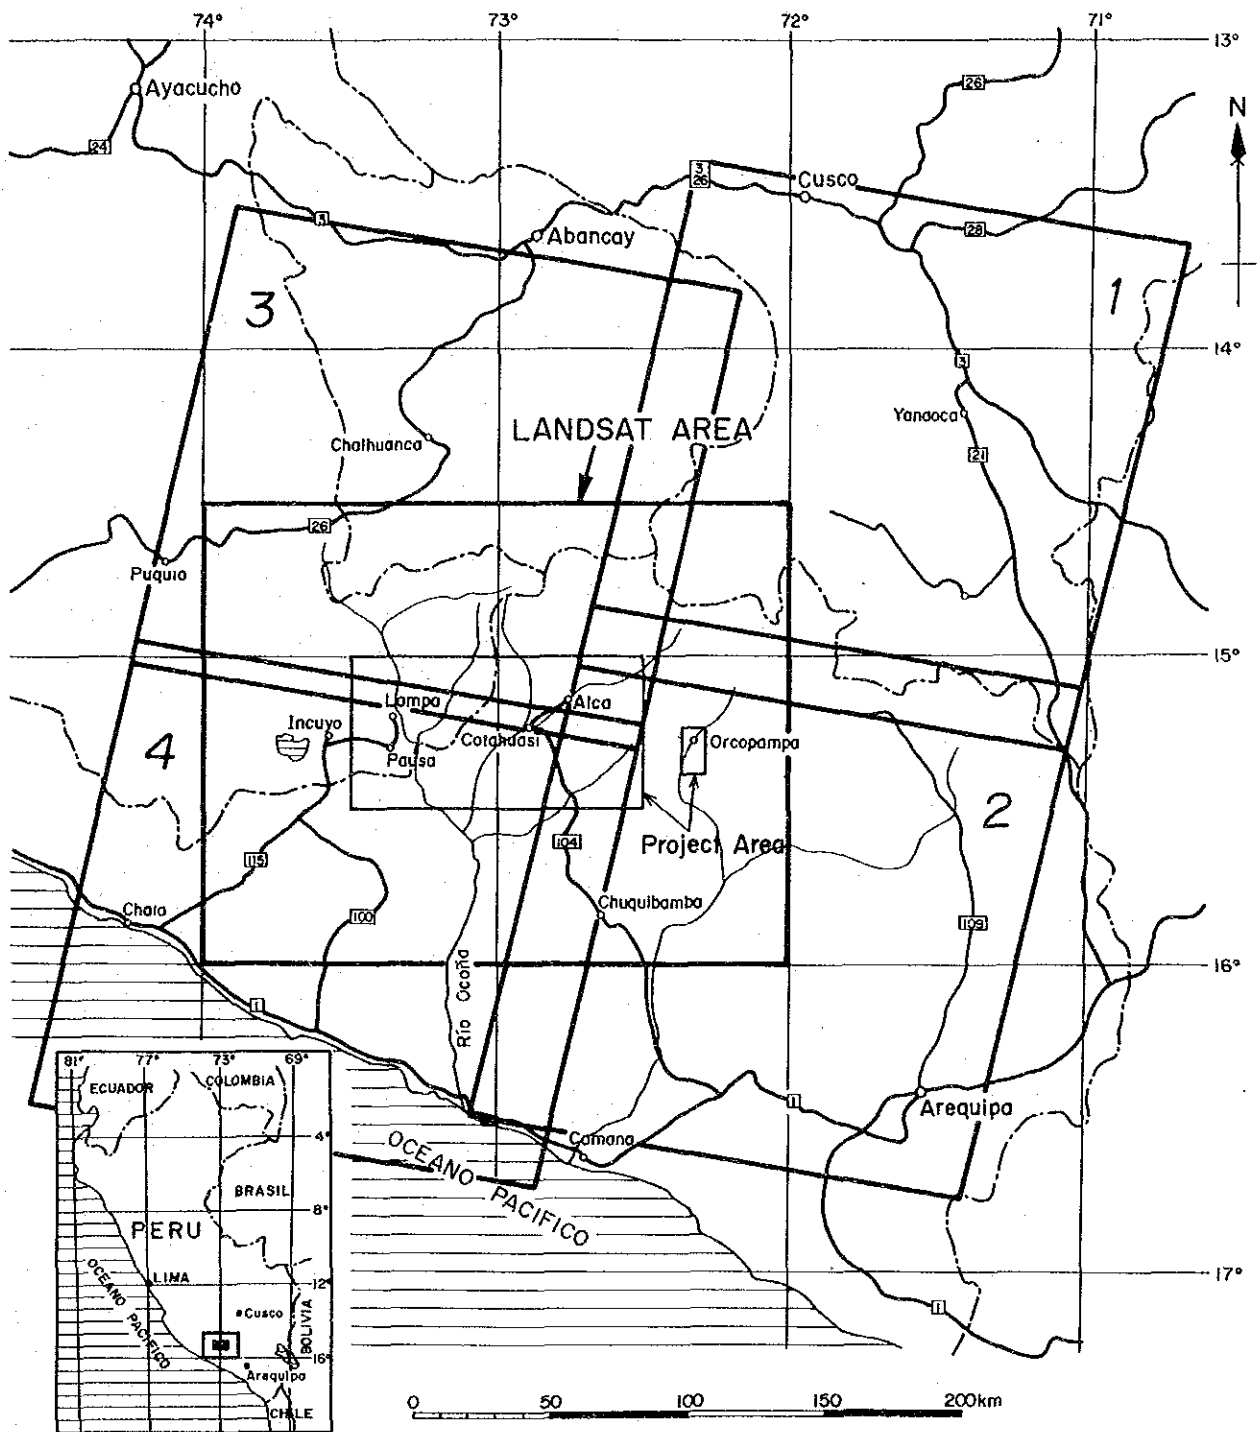 74° 73° 72° 71°
13°
26
Ayacucho
N
24
3
26
Cusco
3
28
Abancay
3
1
14°
3
Yanaoca
LANDSAT AREA
Chalhuanca
21
26
Puquio
15°
Lampa
Alca
Incuyo
Cotahuasi
Orcopampa
4
Pausa
2
104
Project Area
115
Chala
100
Chuquibamba
109
16°
Río Ocoña
1
81° 77° 73° 69°
ECUADOR
COLOMBIA
1
Arequipa
Camana
4°
OCEANO PACIFICO
BRASIL
8°
PERU
17°
LIMA
12°
OCEANO PACIFICO
Cusco
BOLIVIA
1
16°
Arequipa
CHILE
0 50 100 150 200km